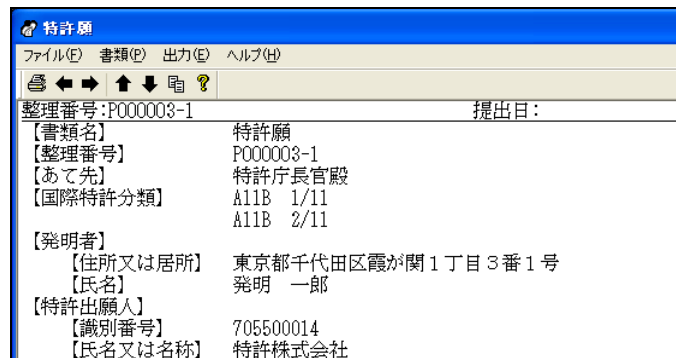 特許願
ファイル(F) 書類(P) 出力(E) ヘルプ(H)
整理番号:P000003-1 提出日:
【書類名】 特許願
【整理番号】 P000003-1
【あて先】 特許庁長官殿
【国際特許分類】 A11B 1/11
A11B 2/11
【発明者】
【住所又は居所】 東京都千代田区霞が関1丁目3番1号
【氏名】 発明 一郎
【特許出願人】
【識別番号】 705500014
【氏名又は名称】 特許株式会社